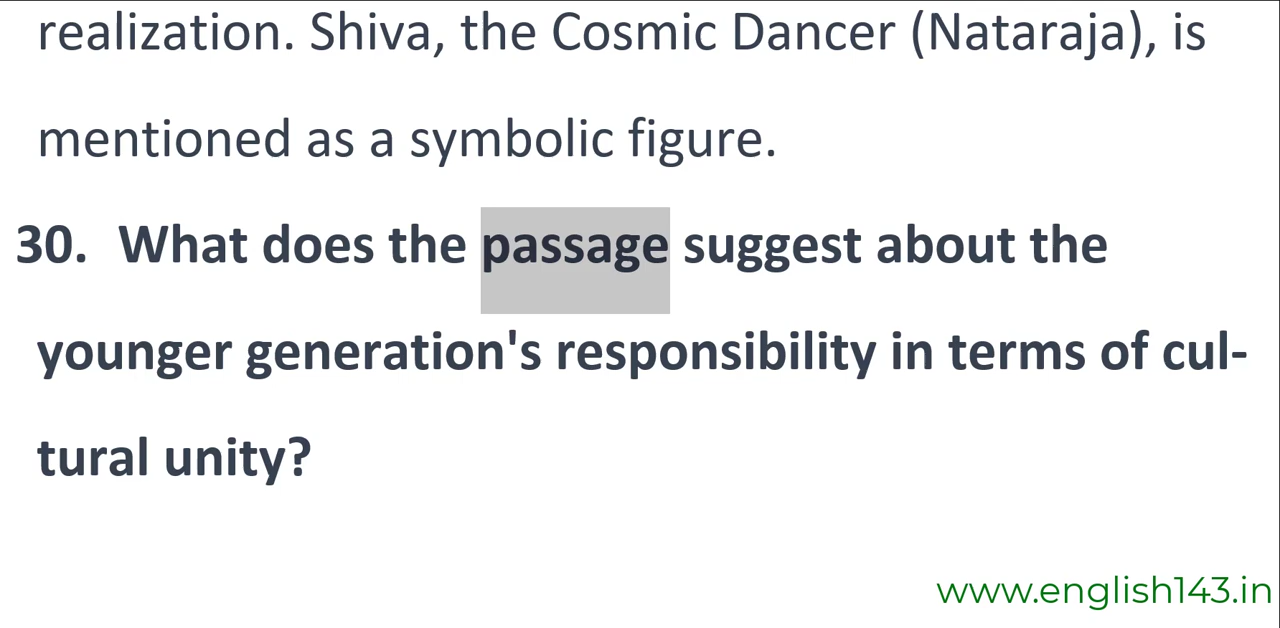 realization. Shiva, the Cosmic Dancer (Nataraja), is
mentioned as a symbolic figure.
30. What does the passage suggest about the
younger generation's responsibility in terms of cul-
tural unity?
www.english143.in